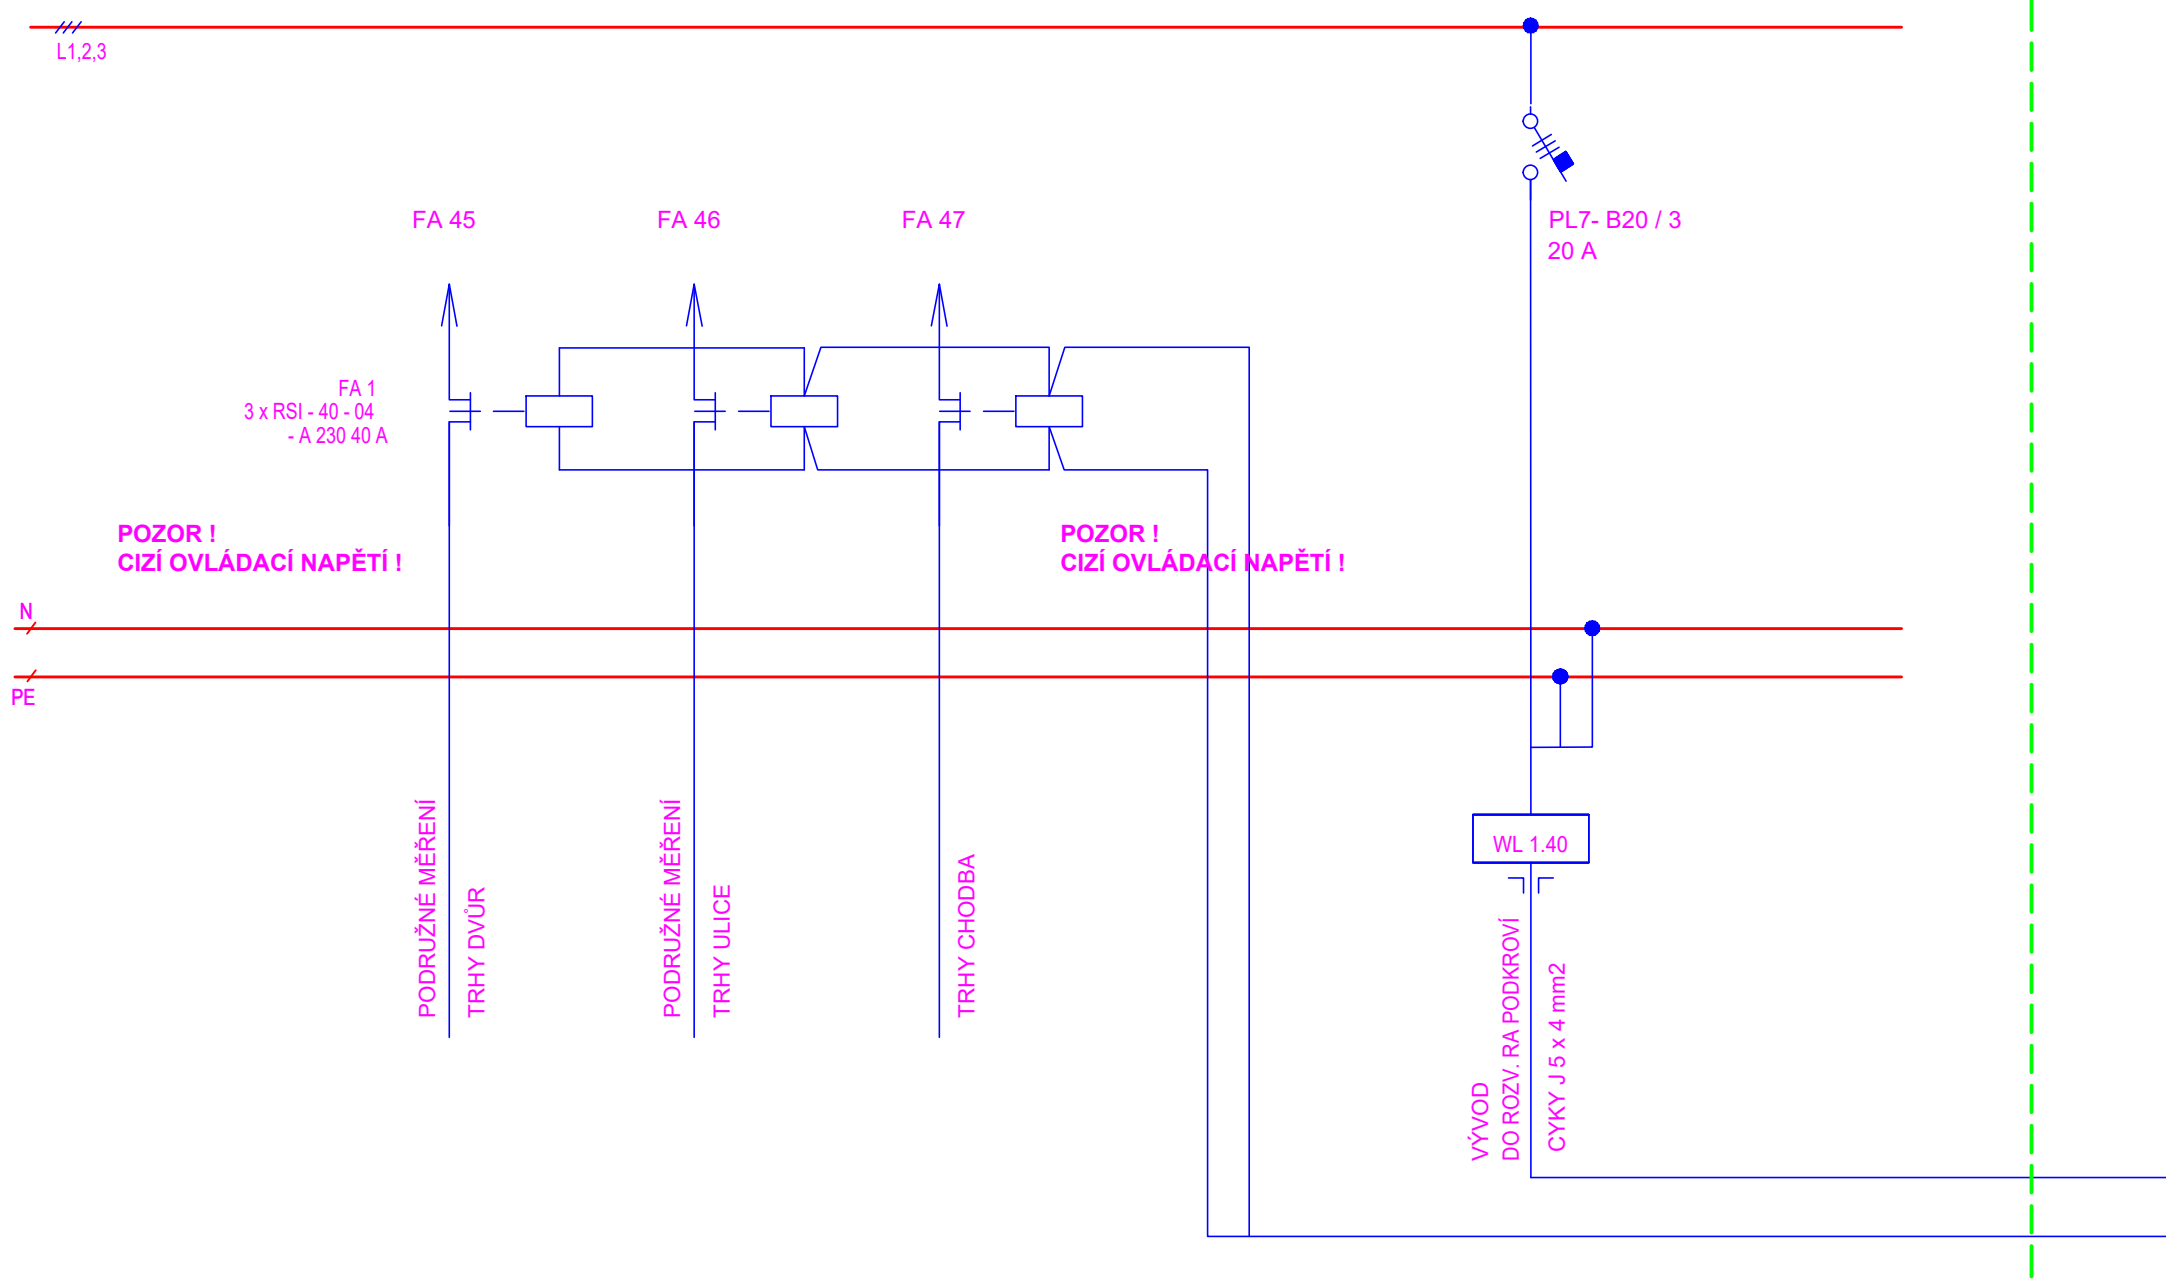 L1,2,3
FA 45
FA 46
FA 47
PL7- B20 / 3
20 A
FA 1
3 x RSI - 40 - 04
- A 230 40 A
POZOR !
CIZÍ OVLÁDACÍ NAPĚTÍ !
POZOR !
CIZÍ OVLÁDACÍ NAPĚTÍ !
N
PE
PODRUŽNÉ MĚŘENÍ
TRHY DVŮR
PODRUŽNÉ MĚŘENÍ
TRHY ULICE
TRHY CHODBA
WL 1.40
VÝVOD
DO ROZV. RA PODKROVÍ
CYKY J 5 x 4 mm2